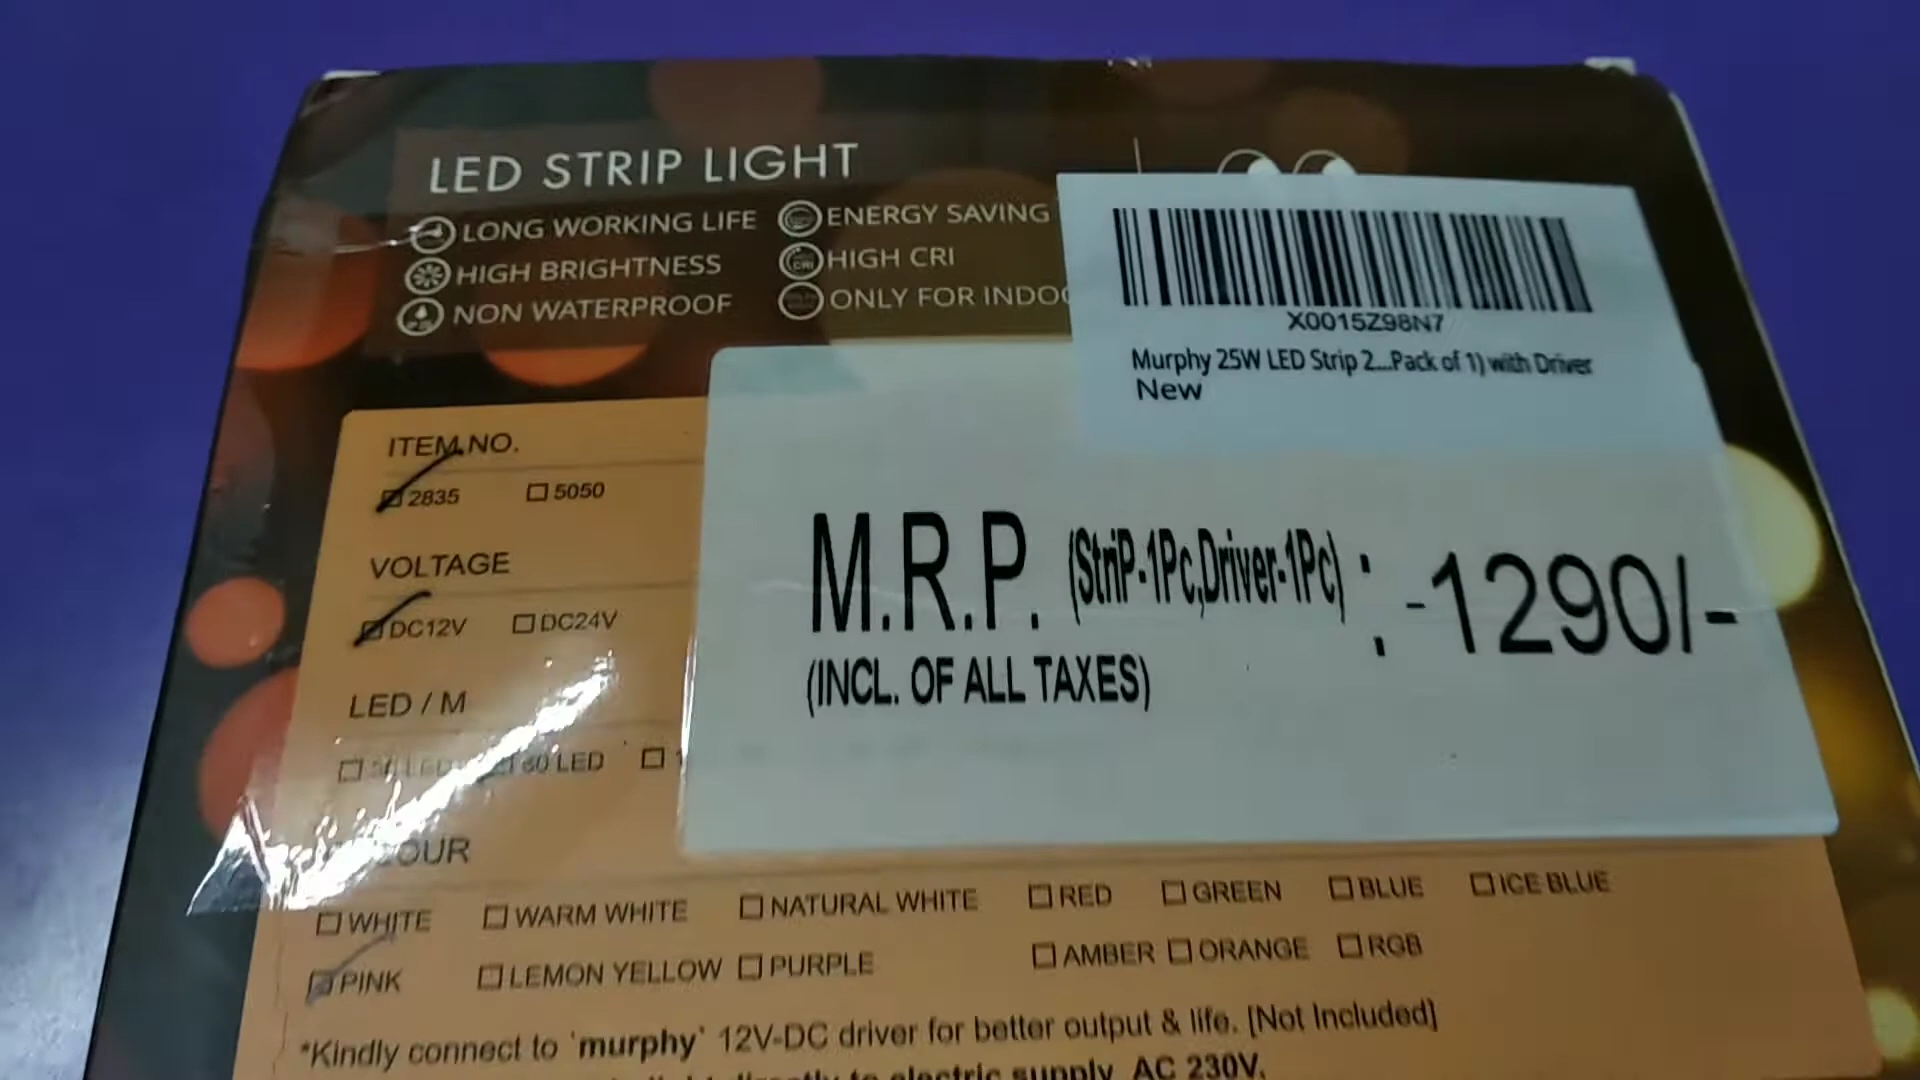 LED STRIP LIGHT
LONG WORKING LIFE
ENERGY SAVING
HIGH BRIGHTNESS
HIGH CRI
NON WATERPROOF
ONLY FOR INDOO
X0015Z98N7
Murphy 25W LED Strip 2...Pack of 1) with Driver
New
ITEM NO.
2835 5050
VOLTAGE
DC12V DC24V
M.R.P. (StriP-1Pc,Driver-1Pc) : -1290/-
(INCL. OF ALL TAXES)
LED / M
LED 60 LED
OUR
WHITE WARM WHITE NATURAL WHITE RED GREEN BLUE ICE BLUE
PINK LEMON YELLOW PURPLE AMBER ORANGE RGB
*Kindly connect to 'murphy' 12V-DC driver for better output & life. [Not Included]
directly to electric supply AC 230V.